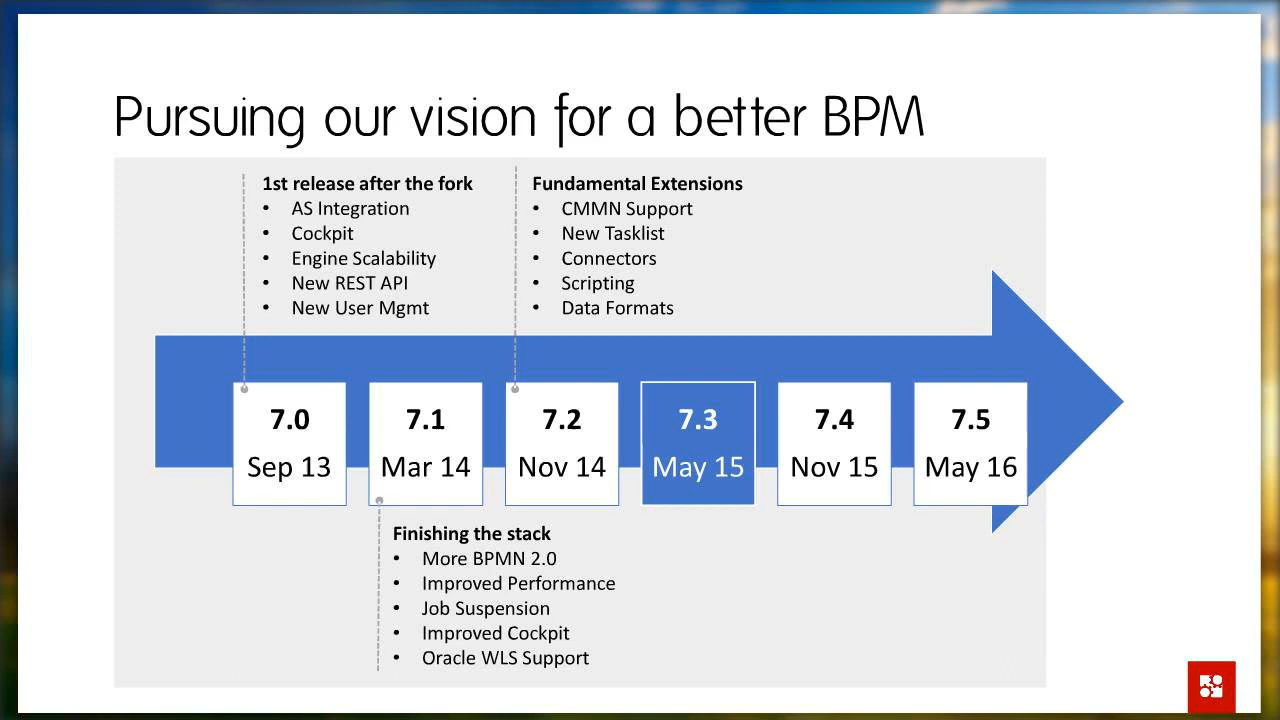 Pursuing our vision for a better BPM
1st release after the fork
• AS Integration
• Cockpit
• Engine Scalability
• New REST API
• New User Mgmt
Fundamental Extensions
• CMMN Support
• New Tasklist
• Connectors
• Scripting
• Data Formats
7.0
Sep 13
7.1
Mar 14
7.2
Nov 14
7.3
May 15
7.4
Nov 15
7.5
May 16
Finishing the stack
• More BPMN 2.0
• Improved Performance
• Job Suspension
• Improved Cockpit
• Oracle WLS Support